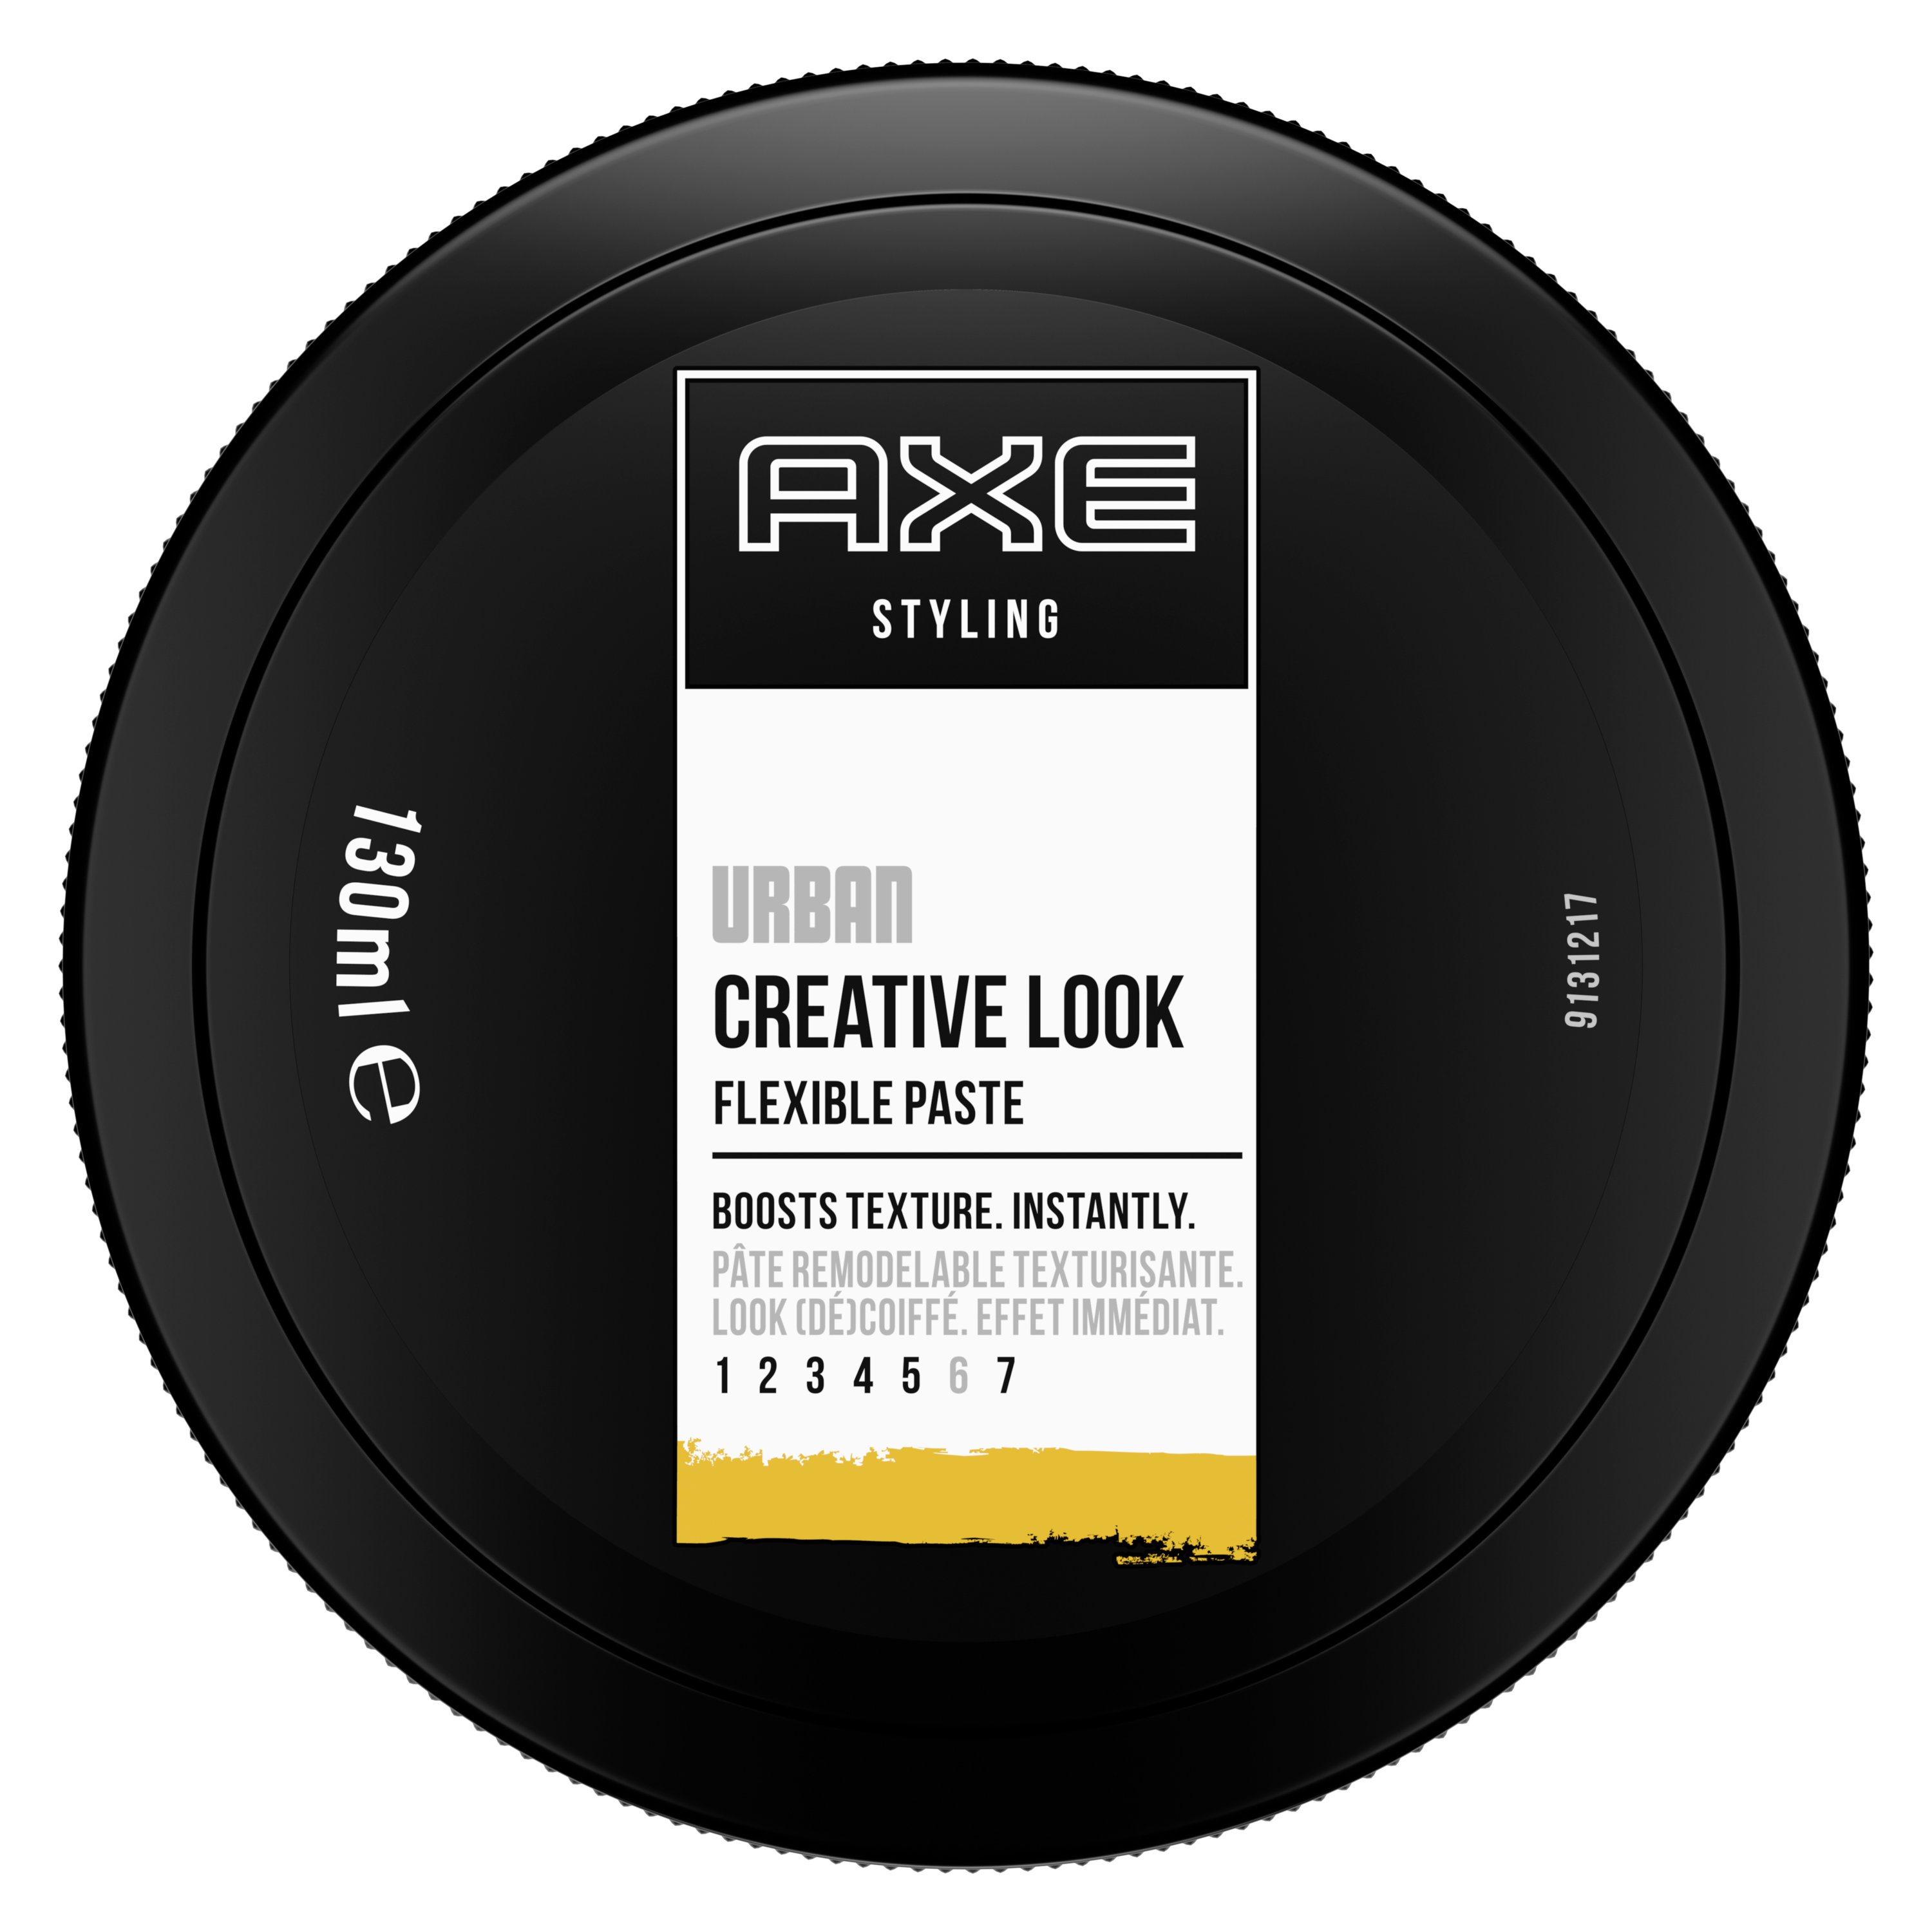 AXE
STYLING
URBAN
CREATIVE LOOK
FLEXIBLE PASTE
BOOSTS TEXTURE. INSTANTLY.
PÂTE REMODELABLE TEXTURISANTE.
LOOK (DÉ)COIFFÉ. EFFET IMMÉDIAT.
1 2 3 4 5 6 7
130ml e
9131217